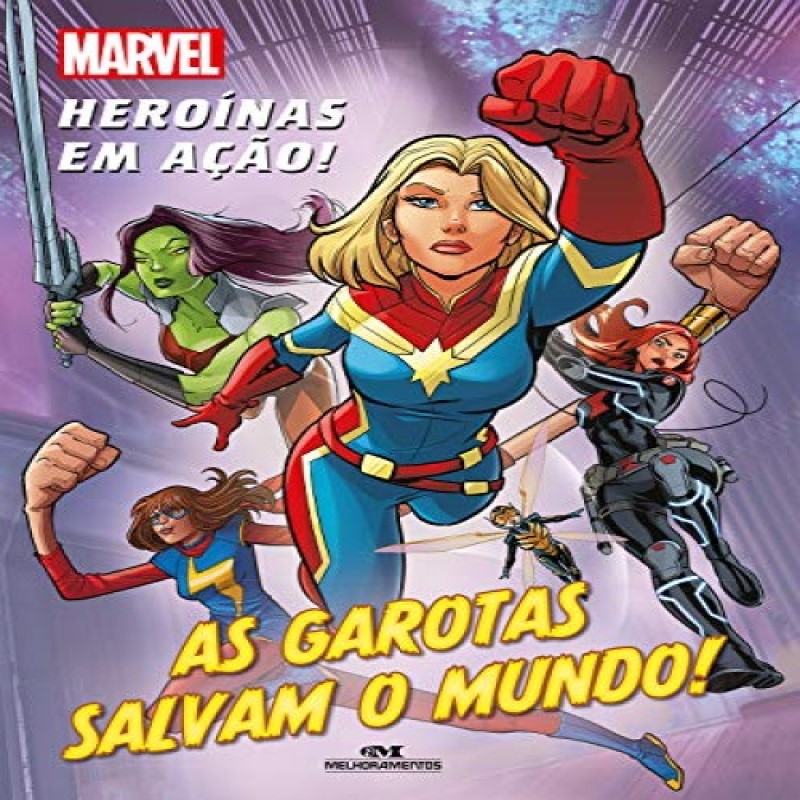 MARVEL
HEROÍNAS
EM AÇÃO!
AS GAROTAS
SALVAM O MUNDO!
MELHORAMENTOS